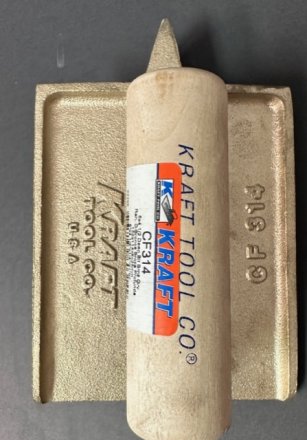 KRAFT TOOL CO.®
K KRAFT
CF314
KRAFT
TOOL CO.
U.S.A.
CF 314